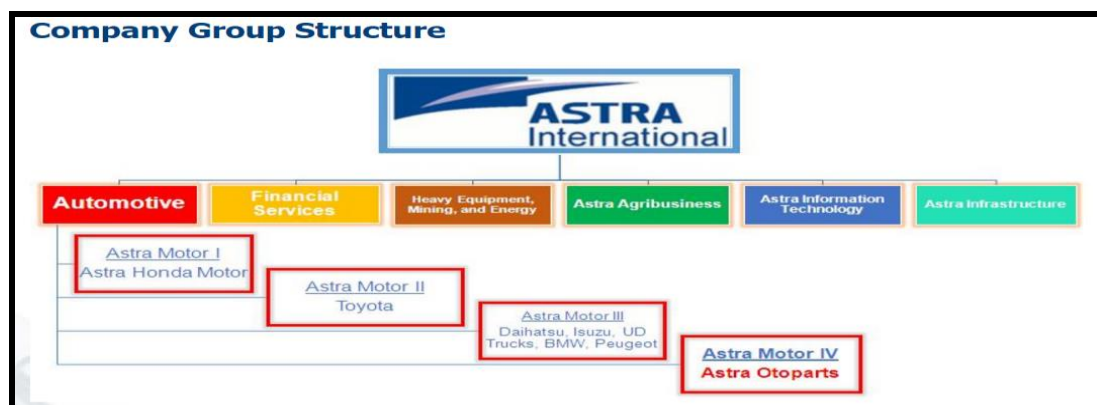 Company Group Structure
ASTRA
International
Automotive
Financial
Services
Heavy Equipment,
Mining, and Energy
Astra Agribusiness
Astra Information
Technology
Astra Infrastructure
Astra Motor I
Astra Honda Motor
Astra Motor II
Toyota
Astra Motor III
Daihatsu, Isuzu, UD
Trucks, BMW, Peugeot
Astra Motor IV
Astra Otoparts